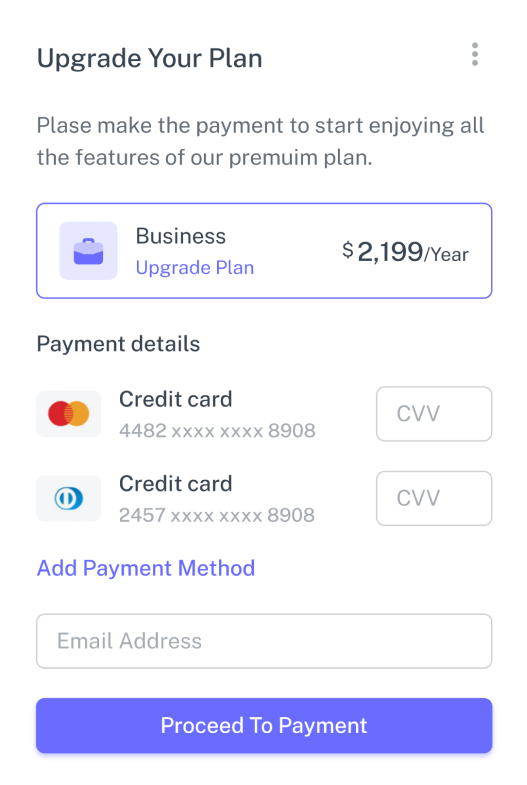 Upgrade Your Plan
Plase make the payment to start enjoying all
the features of our premuim plan.
Business
Upgrade Plan
$2,199/Year
Payment details
Credit card
4482 xxxx xxxx 8908
CVV
Credit card
2457 xxxx xxxx 8908
CVV
Add Payment Method
Email Address
Proceed To Payment